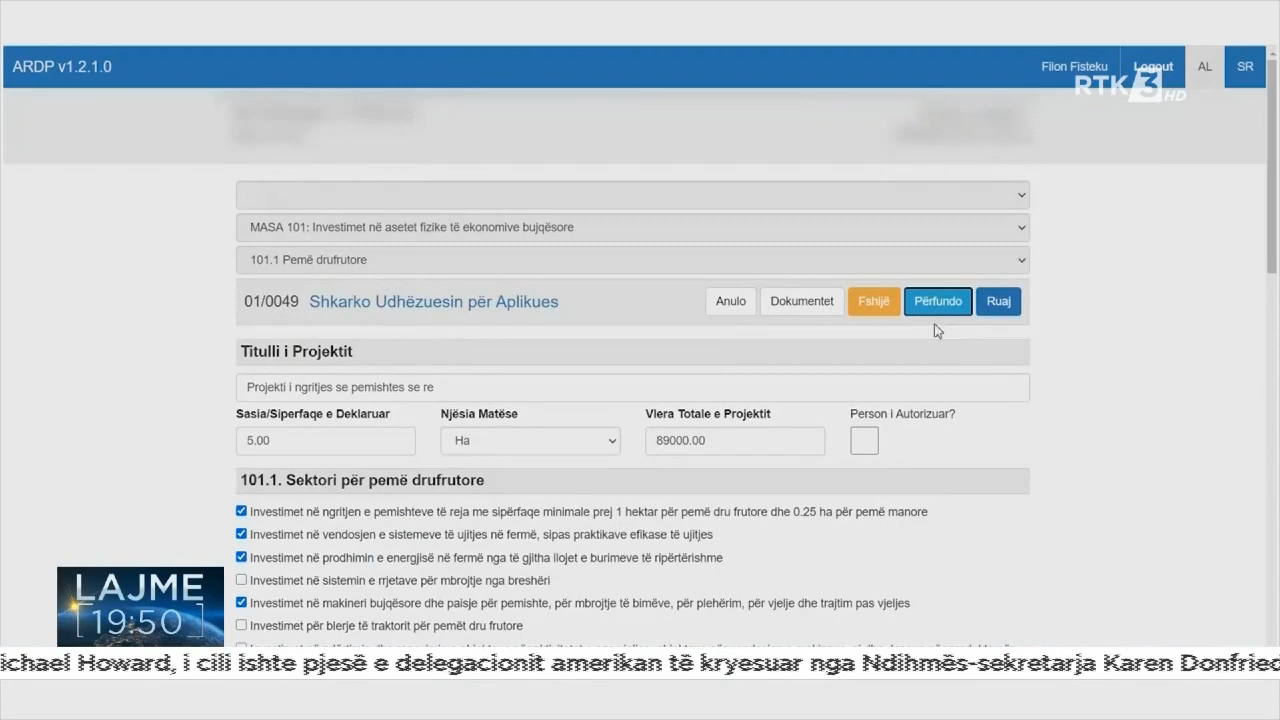 ARDP v1.2.1.0
Filon Fisteku
Logout
AL
SR
RTK 3 HD
MASA 101: Investimet në asetet fizike të ekonomive bujqësore
101.1 Pemë drufrutore
01/0049 Shkarko Udhëzuesin për Aplikues
Anulo
Dokumentet
Fshijë
Përfundo
Ruaj
Titulli i Projektit
Projekti i ngritjes se pemishtes se re
Sasia/Siperfaqe e Deklaruar
Njësia Matëse
Vlera Totale e Projektit
Person i Autorizuar?
5.00
Ha
89000.00
101.1. Sektori për pemë drufrutore
Investimet në ngritjen e pemishteve të reja me sipërfaqe minimale prej 1 hektar për pemë dru frutore dhe 0.25 ha për pemë manore
Investimet në vendosjen e sistemeve të ujitjes në fermë, sipas praktikave efikase të ujitjes
Investimet në prodhimin e energjisë në fermë nga të gjitha llojet e burimeve të ripërtërishme
Investimet në sistemin e rrjetave për mbrojtje nga breshëri
Investimet në makineri bujqësore dhe paisje për pemishte, për mbrojtje të bimëve, për plehërim, për vjelje dhe trajtim pas vjeljes
Investimet për blerje të traktorit për pemët dru frutore
LAJME
[19:50]
ichael Howard, i cili ishte pjesë e delegacionit amerikan të kryesuar nga Ndihmës-sekretarja Karen Donfried